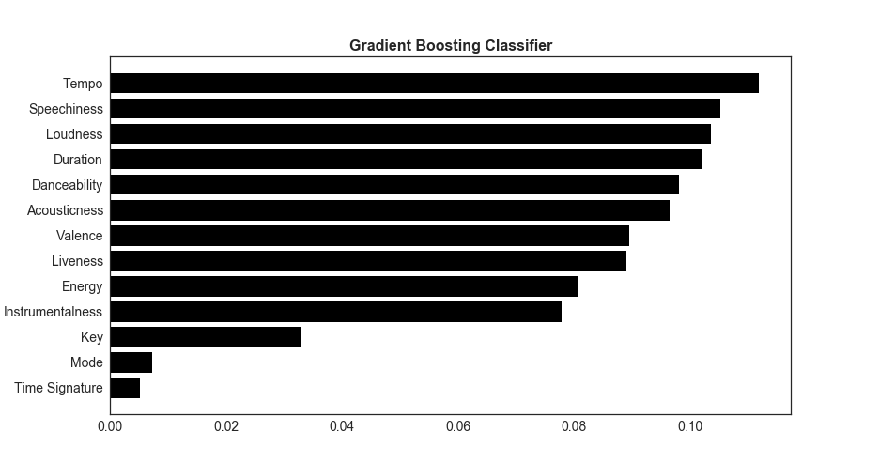 Gradient Boosting Classifier
Tempo
Speechiness
Loudness
Duration
Danceability
Acousticness
Valence
Liveness
Energy
Instrumentalness
Key
Mode
Time Signature
0.00 0.02 0.04 0.06 0.08 0.10